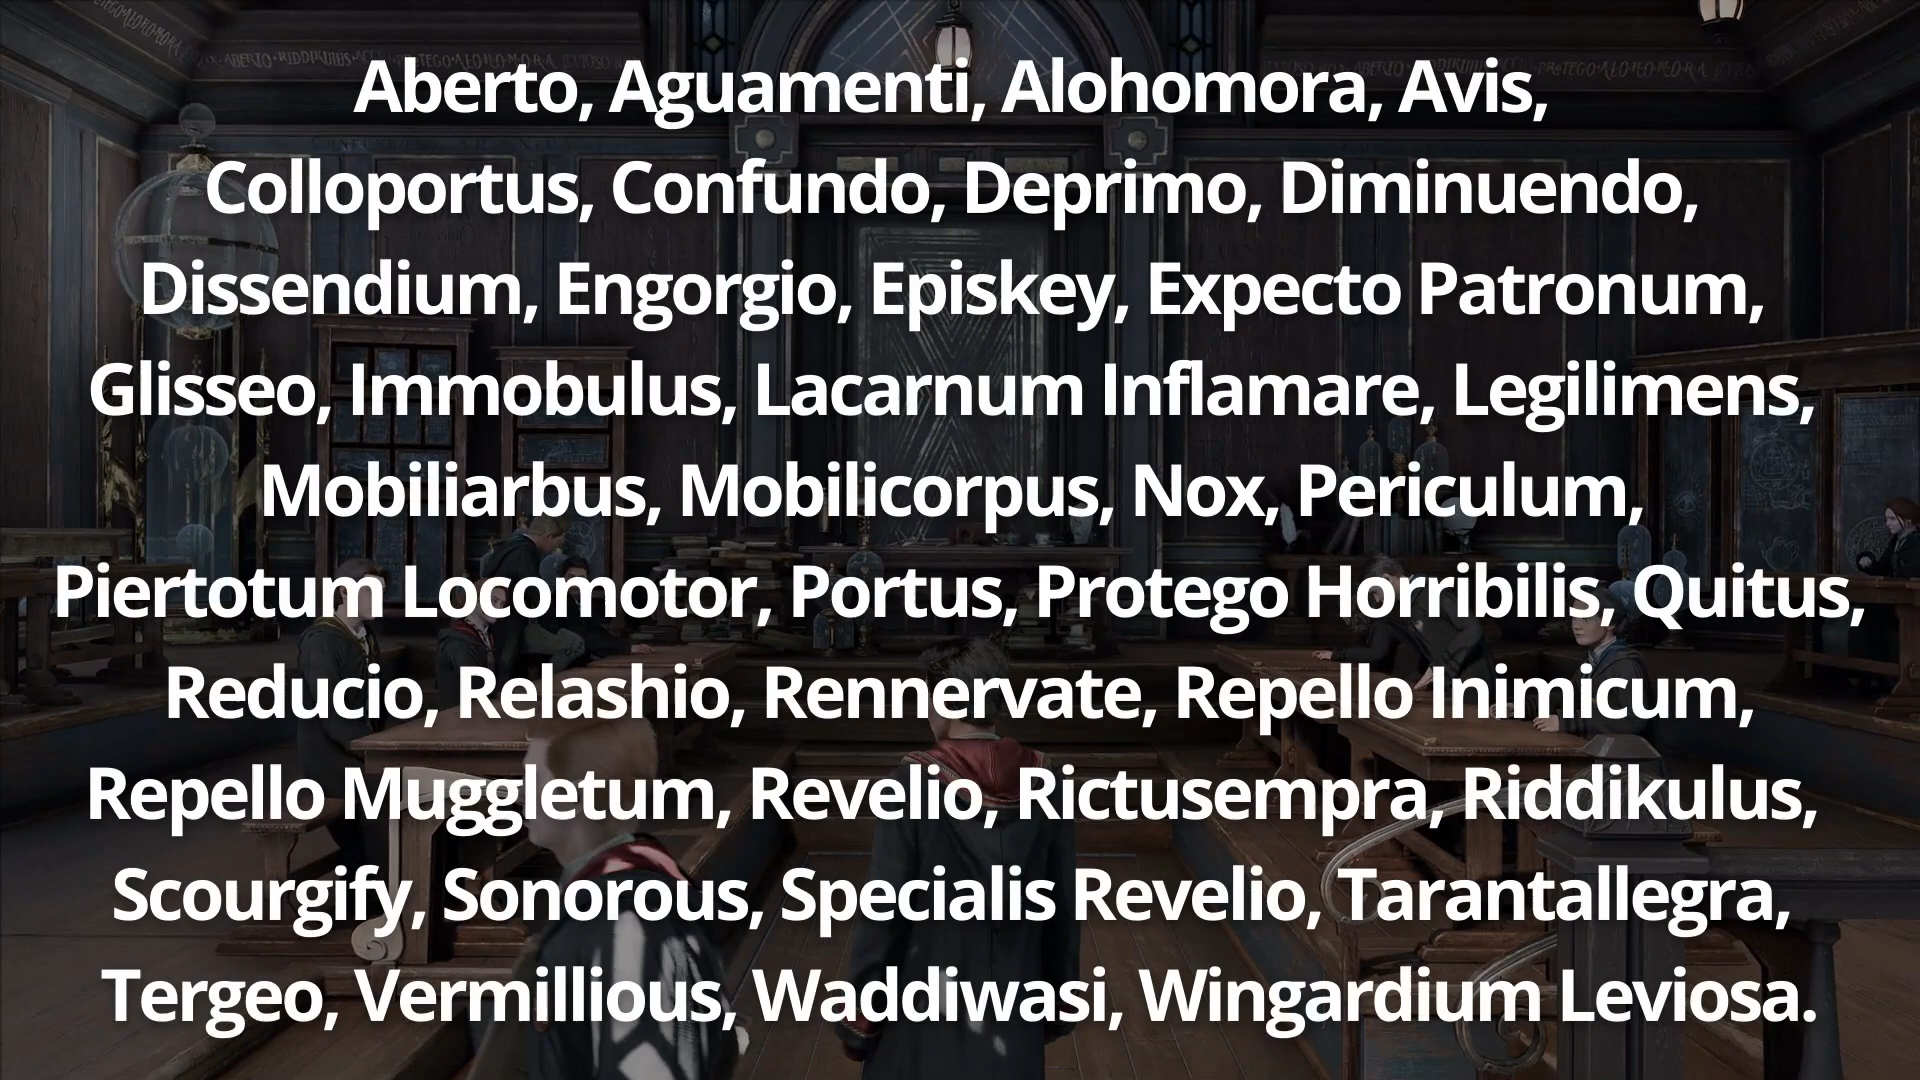 Aberto, Aguamenti, Alohomora, Avis,
Colloportus, Confundo, Deprimo, Diminuendo,
Dissendium, Engorgio, Episkey, Expecto Patronum,
Glisseo, Immobulus, Lacarnum Inflamare, Legilimens,
Mobiliarbus, Mobilicorpus, Nox, Periculum,
Piertotum Locomotor, Portus, Protego Horribilis, Quitus,
Reducio, Relashio, Rennervate, Repello Inimicum,
Repello Muggletum, Revelio, Rictusempra, Riddikulus,
Scourgify, Sonorous, Specialis Revelio, Tarantallegra,
Tergeo, Vermillious, Waddiwasi, Wingardium Leviosa.